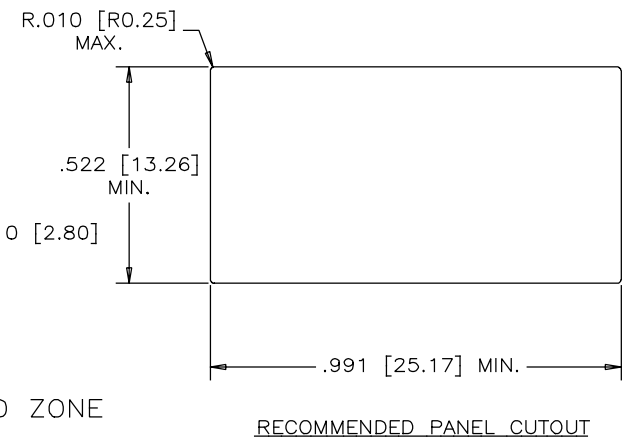 R.010 [R0.25]
MAX.
.522 [13.26]
MIN.
0 [2.80]
.991 [25.17] MIN.
ZONE
RECOMMENDED PANEL CUTOUT